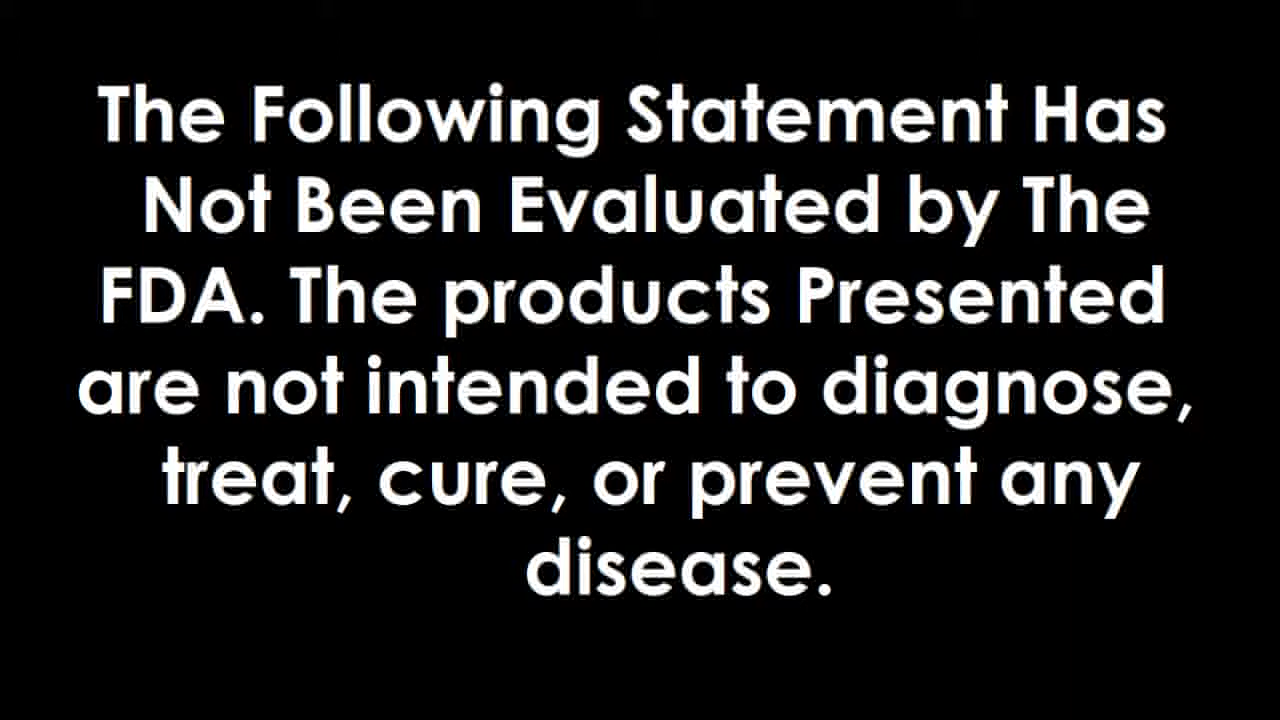 The Following Statement Has
Not Been Evaluated by The
FDA. The products Presented
are not intended to diagnose,
treat, cure, or prevent any
disease.